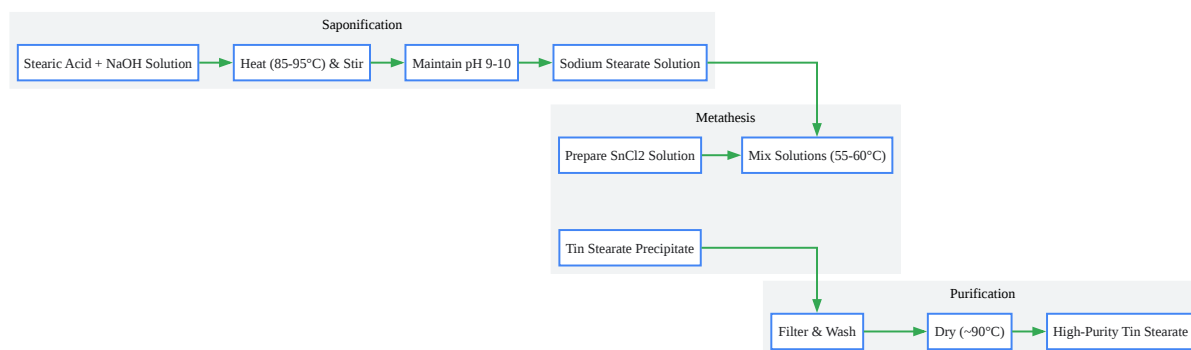 Saponification
Stearic Acid + NaOH Solution
Heat (85-95°C) & Stir
Maintain pH 9-10
Sodium Stearate Solution
Metathesis
Prepare SnCl2 Solution
Mix Solutions (55-60°C)
Tin Stearate Precipitate
Purification
Filter & Wash
Dry (~90°C)
High-Purity Tin Stearate